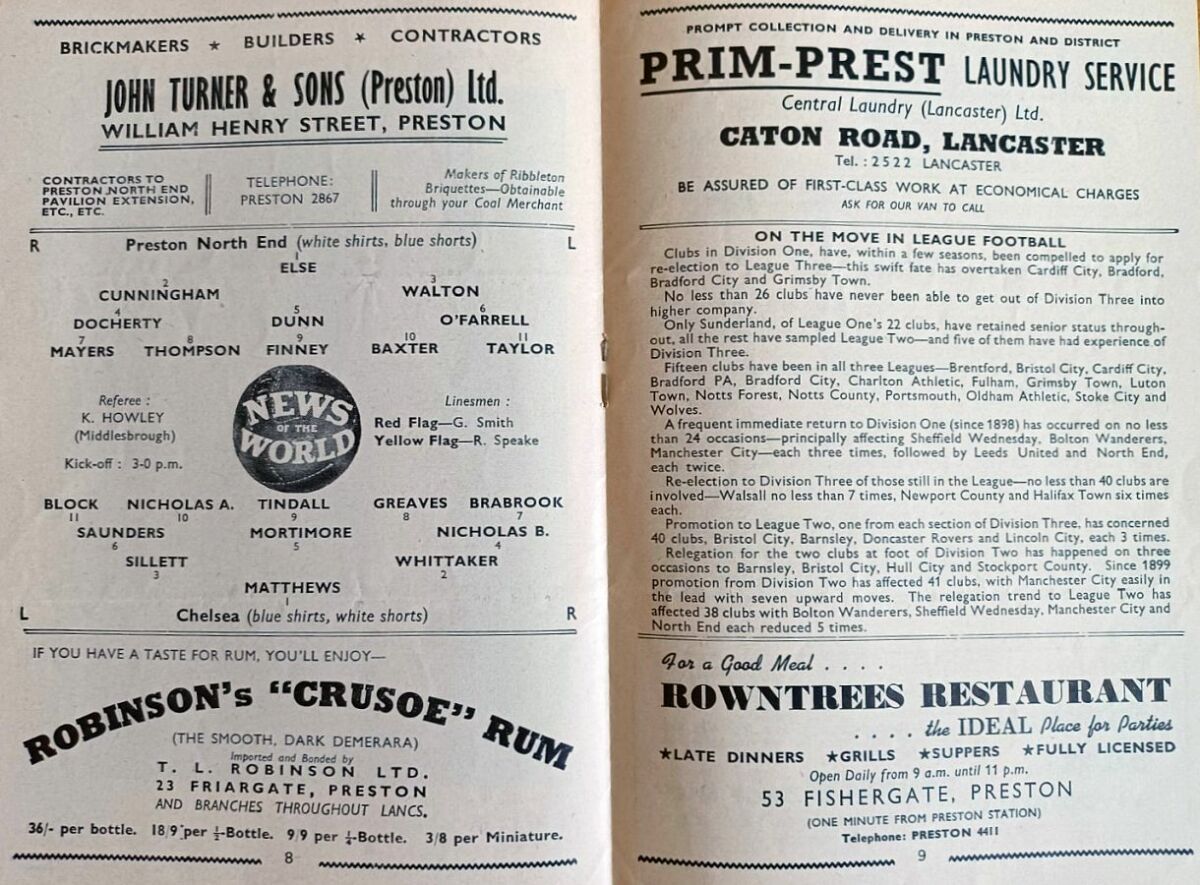 BRICKMAKERS ★ BUILDERS ★ CONTRACTORS
JOHN TURNER & SONS (Preston) Ltd.
WILLIAM HENRY STREET, PRESTON
CONTRACTORS TO
PRESTON NORTH END
PAVILION EXTENSION,
ETC., ETC.
TELEPHONE:
PRESTON 2867
Makers of Ribbleton
Briquettes—Obtainable
through your Coal Merchant
R Preston North End (white shirts, blue shorts) L
1
ELSE
2 3
CUNNINGHAM WALTON
4 5 6
DOCHERTY DUNN O'FARRELL
7 8 9 10 11
MAYERS THOMPSON FINNEY BAXTER TAYLOR
Referee :
K. HOWLEY
(Middlesbrough)
Kick-off : 3-0 p.m.
NEWS
OF THE
WORLD
Linesmen :
Red Flag—G. Smith
Yellow Flag—R. Speake
BLOCK NICHOLAS A. TINDALL GREAVES BRABROOK
11 10 9 8 7
SAUNDERS MORTIMORE NICHOLAS B.
6 5 4
SILLETT WHITTAKER
3 2
MATTHEWS
1
L Chelsea (blue shirts, white shorts) R
IF YOU HAVE A TASTE FOR RUM, YOU'LL ENJOY—
ROBINSON's "CRUSOE" RUM
(THE SMOOTH, DARK DEMERARA)
Imported and Bonded by
T. L. ROBINSON LTD.
23 FRIARGATE, PRESTON
AND BRANCHES THROUGHOUT LANCS.
36/- per bottle. 18/9 per ½-Bottle. 9/9 per ¼-Bottle. 3/8 per Miniature.
8
PROMPT COLLECTION AND DELIVERY IN PRESTON AND DISTRICT
PRIM-PREST LAUNDRY SERVICE
Central Laundry (Lancaster) Ltd.
CATON ROAD, LANCASTER
Tel. : 2522 LANCASTER
BE ASSURED OF FIRST-CLASS WORK AT ECONOMICAL CHARGES
ASK FOR OUR VAN TO CALL
ON THE MOVE IN LEAGUE FOOTBALL
Clubs in Division One, have, within a few seasons, been compelled to apply for
re-election to League Three—this swift fate has overtaken Cardiff City, Bradford,
Bradford City and Grimsby Town.
No less than 26 clubs have never been able to get out of Division Three into
higher company.
Only Sunderland, of League One's 22 clubs, have retained senior status through-
out, all the rest have sampled League Two—and five of them have had experience of
Division Three.
Fifteen clubs have been in all three Leagues—Brentford, Bristol City, Cardiff City,
Bradford PA, Bradford City, Charlton Athletic, Fulham, Grimsby Town, Luton
Town, Notts Forest, Notts County, Portsmouth, Oldham Athletic, Stoke City and
Wolves.
A frequent immediate return to Division One (since 1898) has occurred on no less
than 24 occasions—principally affecting Sheffield Wednesday, Bolton Wanderers,
Manchester City—each three times, followed by Leeds United and North End,
each twice.
Re-election to Division Three of those still in the League—no less than 40 clubs are
involved—Walsall no less than 7 times, Newport County and Halifax Town six times
each.
Promotion to League Two, one from each section of Division Three, has concerned
40 clubs, Bristol City, Barnsley, Doncaster Rovers and Lincoln City, each 3 times.
Relegation for the two clubs at foot of Division Two has happened on three
occasions to Barnsley, Bristol City, Hull City and Stockport County. Since 1899
promotion from Division Two has affected 41 clubs, with Manchester City easily in
the lead with seven upward moves. The relegation trend to League Two has
affected 38 clubs with Bolton Wanderers, Sheffield Wednesday, Manchester City and
North End each reduced 5 times.
For a Good Meal . . . .
ROWNTREES RESTAURANT
. . . . the IDEAL Place for Parties
★LATE DINNERS ★GRILLS ★SUPPERS ★FULLY LICENSED
Open Daily from 9 a.m. until 11 p.m.
53 FISHERGATE, PRESTON
(ONE MINUTE FROM PRESTON STATION)
Telephone: PRESTON 4411
9